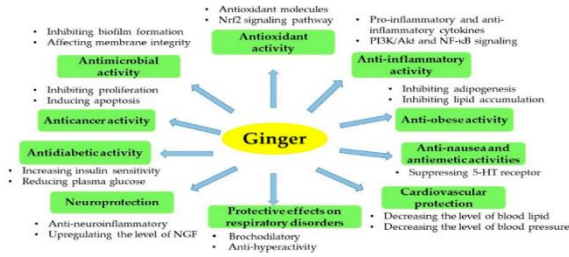 • Antioxidant molecules
• Nrf2 signaling pathway
Antioxidant
activity
• Pro-inflammatory and anti-
inflammatory cytokines
• PI3K/Akt and NF-κB signaling
Anti-inflammatory
activity
• Inhibiting biofilm formation
• Affecting membrane integrity
Antimicrobial
activity
• Inhibiting proliferation
• Inducing apoptosis
Anticancer activity
• Inhibiting adipogenesis
• Inhibiting lipid accumulation
Anti-obese activity
Ginger
Antidiabetic activity
• Increasing insulin sensitivity
• Reducing plasma glucose
Anti-nausea and
antiemetic activities
• Suppressing 5-HT receptor
Neuroprotection
• Anti-neuroinflammatory
• Upregulating the level of NGF
Protective effects on
respiratory disorders
• Brochodilatory
• Anti-hyperactivity
Cardiovascular
protection
• Decreasing the level of blood lipid
• Decreasing the level of blood pressure